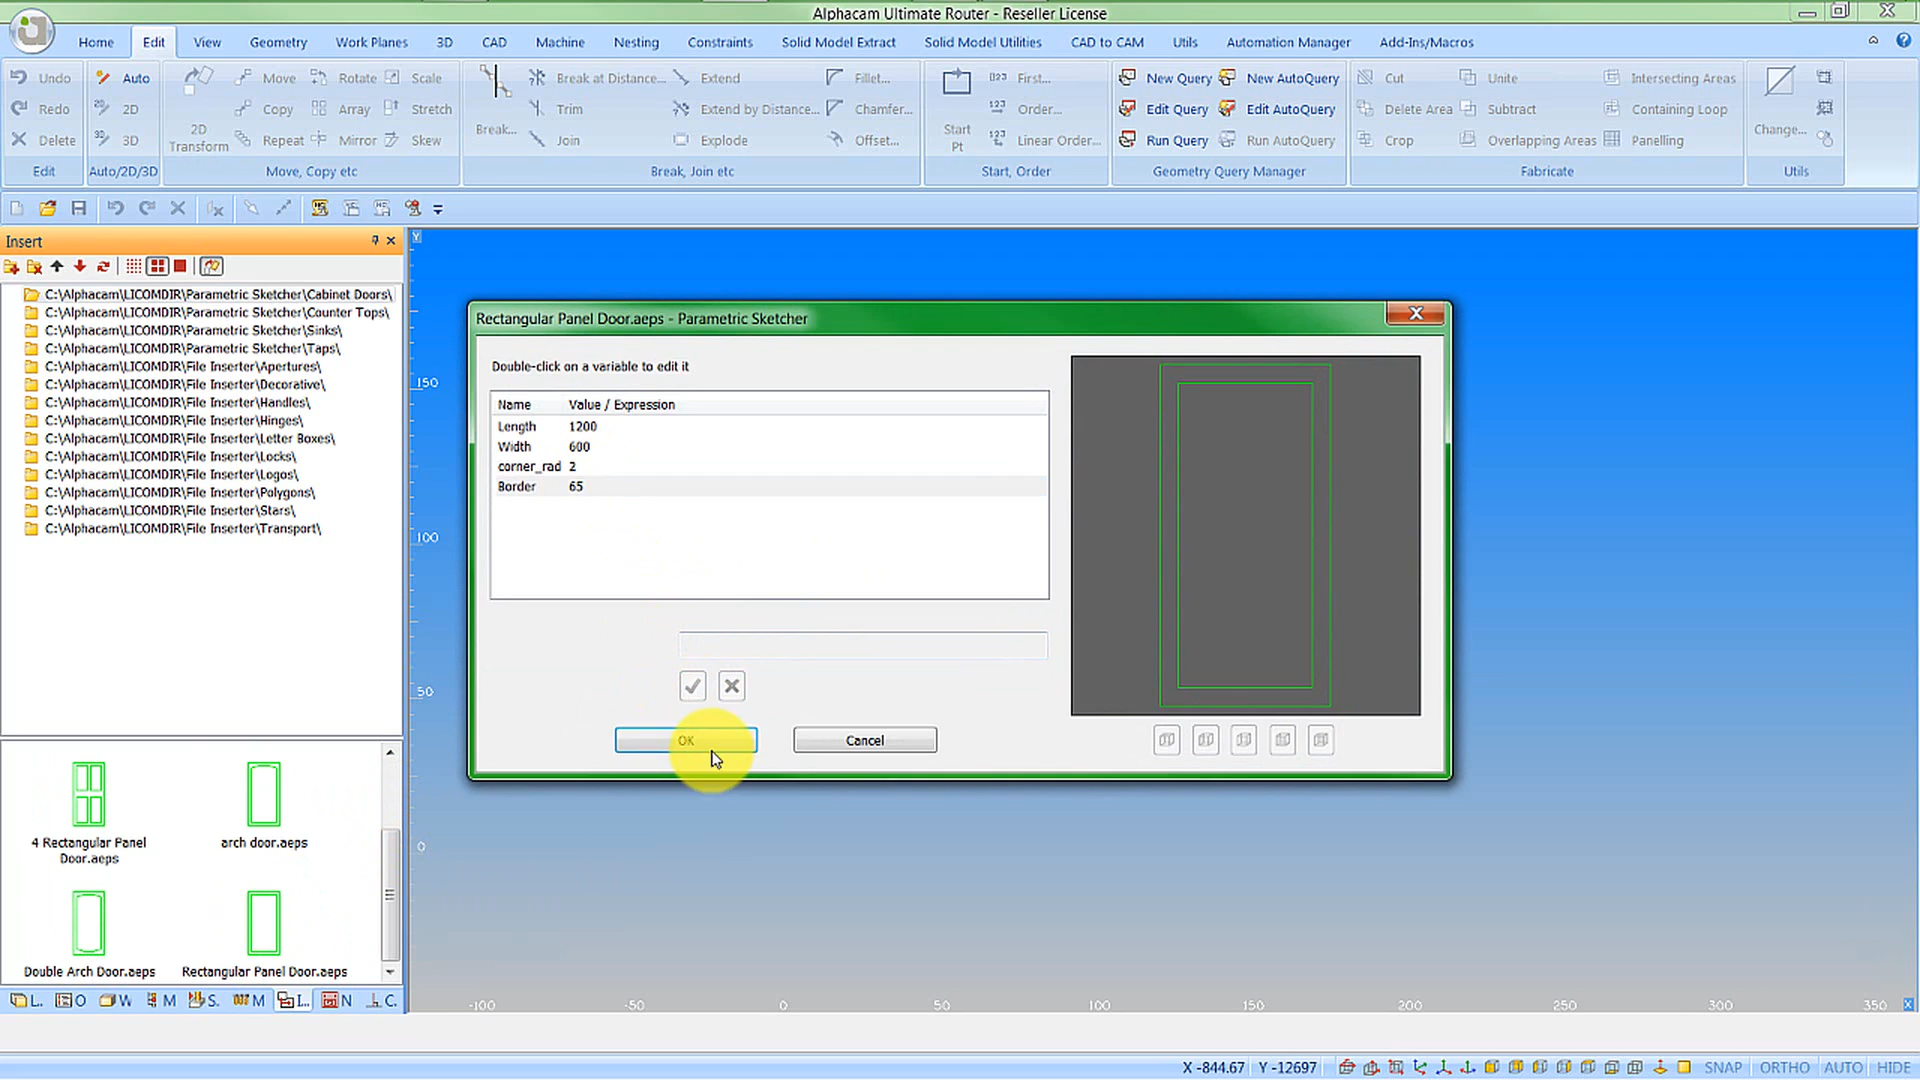 Alphacam Ultimate Router - Reseller License
Home Edit View Geometry Work Planes 3D CAD Machine Nesting Constraints Solid Model Extract Solid Model Utilities CAD to CAM Utils Automation Manager Add-Ins/Macros
Undo Auto Move Rotate Scale Break at Distance... Extend Fillet... First... New Query New AutoQuery Cut Unite Intersecting Areas
Redo 2D Copy Array Stretch Trim Extend by Distance... Chamfer... Order... Edit Query Edit AutoQuery Delete Area Subtract Containing Loop
2D Transform Break... Start Pt Change...
Delete 3D Repeat Mirror Skew Join Explode Offset... Linear Order... Run Query Run AutoQuery Crop Overlapping Areas Panelling
Edit Auto/2D/3D Move, Copy etc Break, Join etc Start, Order Geometry Query Manager Fabricate Utils
Insert
C:\Alphacam\LICOMDIR\Parametric Sketcher\Cabinet Doors\
C:\Alphacam\LICOMDIR\Parametric Sketcher\Counter Tops\
C:\Alphacam\LICOMDIR\Parametric Sketcher\Sinks\
C:\Alphacam\LICOMDIR\Parametric Sketcher\Taps\
C:\Alphacam\LICOMDIR\File Inserter\Apertures\
C:\Alphacam\LICOMDIR\File Inserter\Decorative\
C:\Alphacam\LICOMDIR\File Inserter\Handles\
C:\Alphacam\LICOMDIR\File Inserter\Hinges\
C:\Alphacam\LICOMDIR\File Inserter\Letter Boxes\
C:\Alphacam\LICOMDIR\File Inserter\Locks\
C:\Alphacam\LICOMDIR\File Inserter\Logos\
C:\Alphacam\LICOMDIR\File Inserter\Polygons\
C:\Alphacam\LICOMDIR\File Inserter\Stars\
C:\Alphacam\LICOMDIR\File Inserter\Transport\
4 Rectangular Panel Door.aeps
arch door.aeps
Double Arch Door.aeps
Rectangular Panel Door.aeps
L.. O W M S. M I... N C.
Y
150
100
50
0
Rectangular Panel Door.aeps - Parametric Sketcher
Double-click on a variable to edit it
Name Value / Expression
Length 1200
Width 600
corner_rad 2
Border 65
OK Cancel
-100 -50 0 50 100 150 200 250 300 350 X
X -844.67 Y -12697 SNAP ORTHO AUTO HIDE